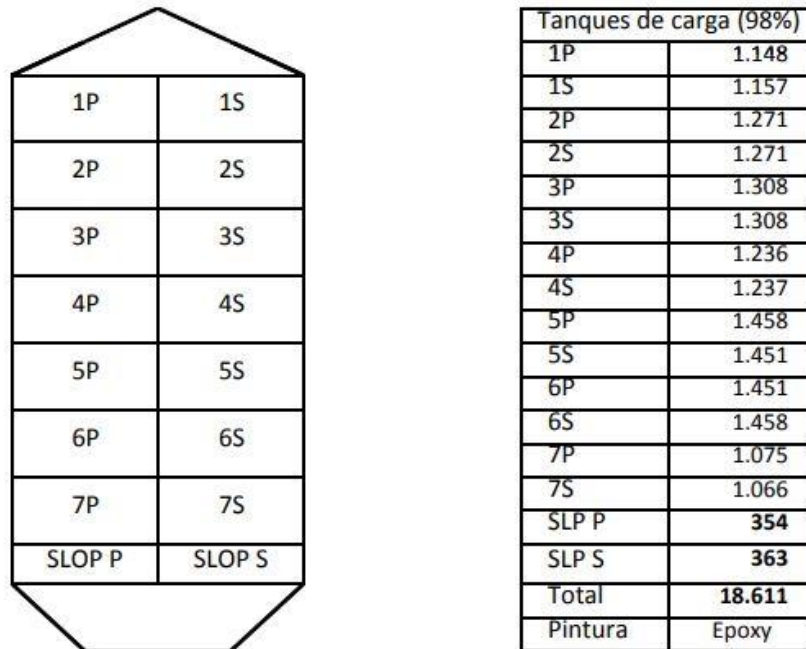 1P 1S
2P 2S
3P 3S
4P 4S
5P 5S
6P 6S
7P 7S
SLOP P SLOP S
Tanques de carga (98%)
1P 1.148
1S 1.157
2P 1.271
2S 1.271
3P 1.308
3S 1.308
4P 1.236
4S 1.237
5P 1.458
5S 1.451
6P 1.451
6S 1.458
7P 1.075
7S 1.066
SLP P 354
SLP S 363
Total 18.611
Pintura Epoxy